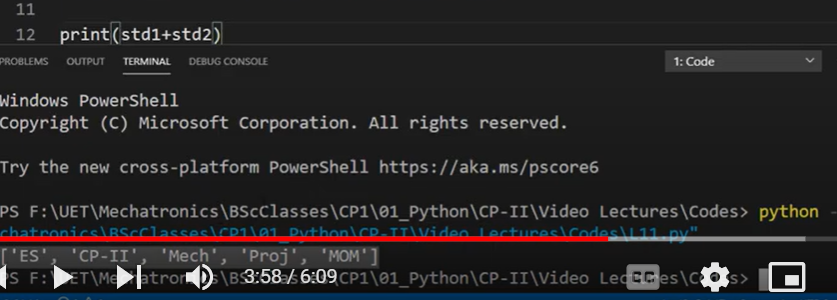 11
12 print(std1+std2)
PROBLEMS OUTPUT TERMINAL DEBUG CONSOLE 1: Code
Windows PowerShell
Copyright (C) Microsoft Corporation. All rights reserved.
Try the new cross-platform PowerShell https://aka.ms/pscore6
PS F:\UET\Mechatronics\BScClasses\CP1\01_Python\CP-II\Video Lectures\Codes> python -
chatronics\BScClasses\CP1\01_Python\CP-II\Video Lectures\Codes\L11.py"
['ES', 'CP-II', 'Mech', 'Proj', 'MOM']
PS F:\UET\Mechatronics\BScClasses\CP1\01_Python\CP-II\Video Lectures\Codes>
3:58 / 6:09
CC